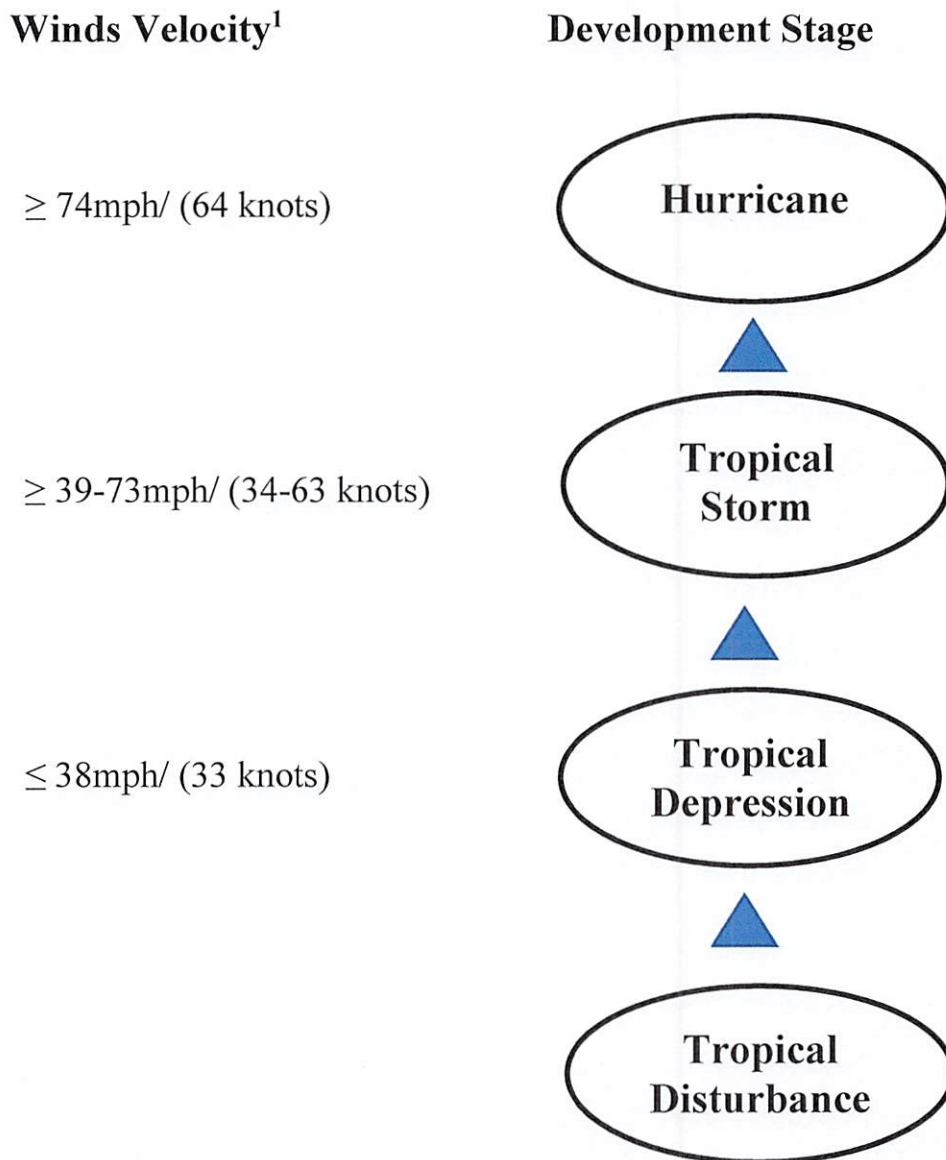 Winds Velocity¹ Development Stage
≥ 74mph/ (64 knots) Hurricane
≥ 39-73mph/ (34-63 knots) Tropical
Storm
≤ 38mph/ (33 knots) Tropical
Depression
Tropical
Disturbance